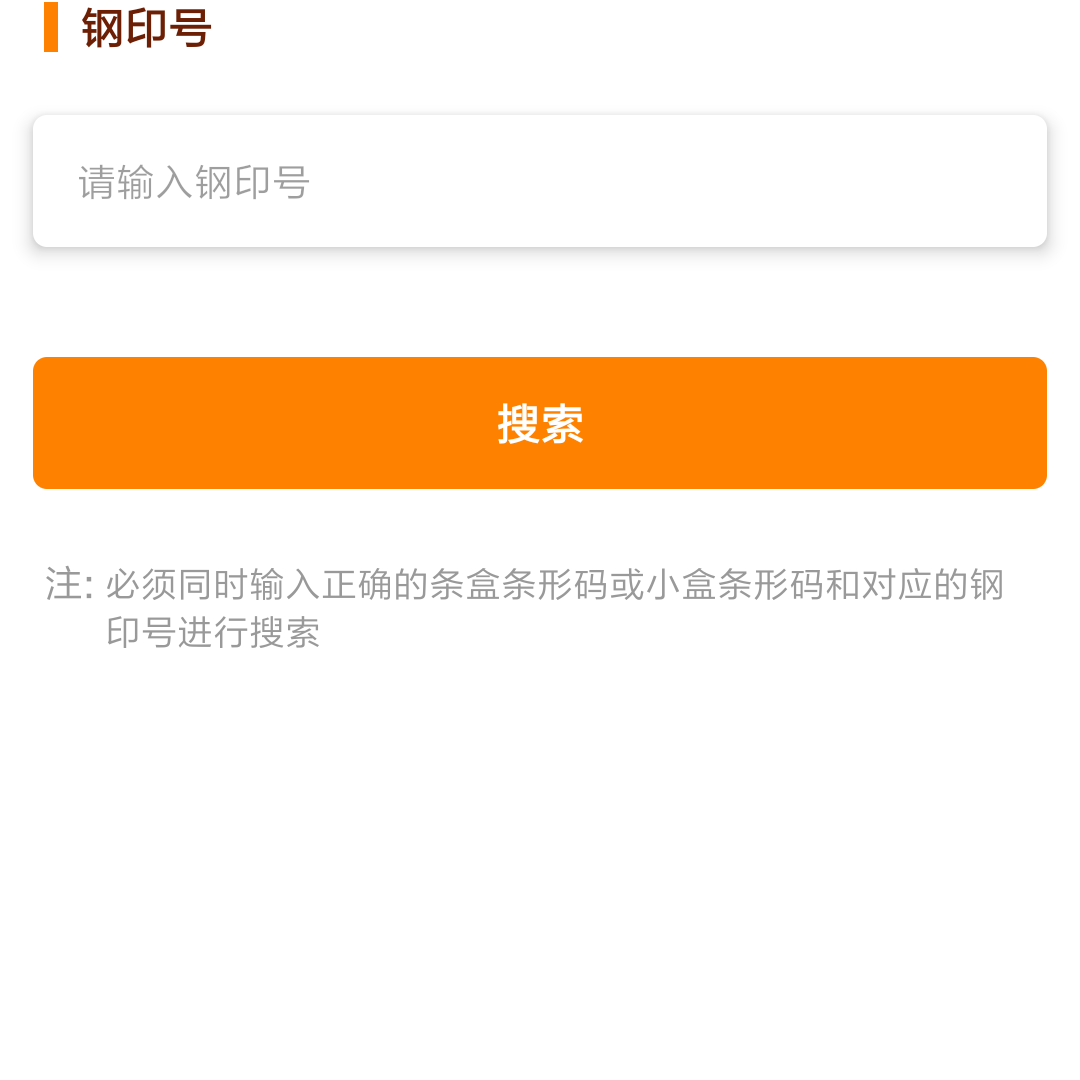 钢印号
请输入钢印号
搜索
注: 必须同时输入正确的条盒条形码或小盒条形码和对应的钢
印号进行搜索